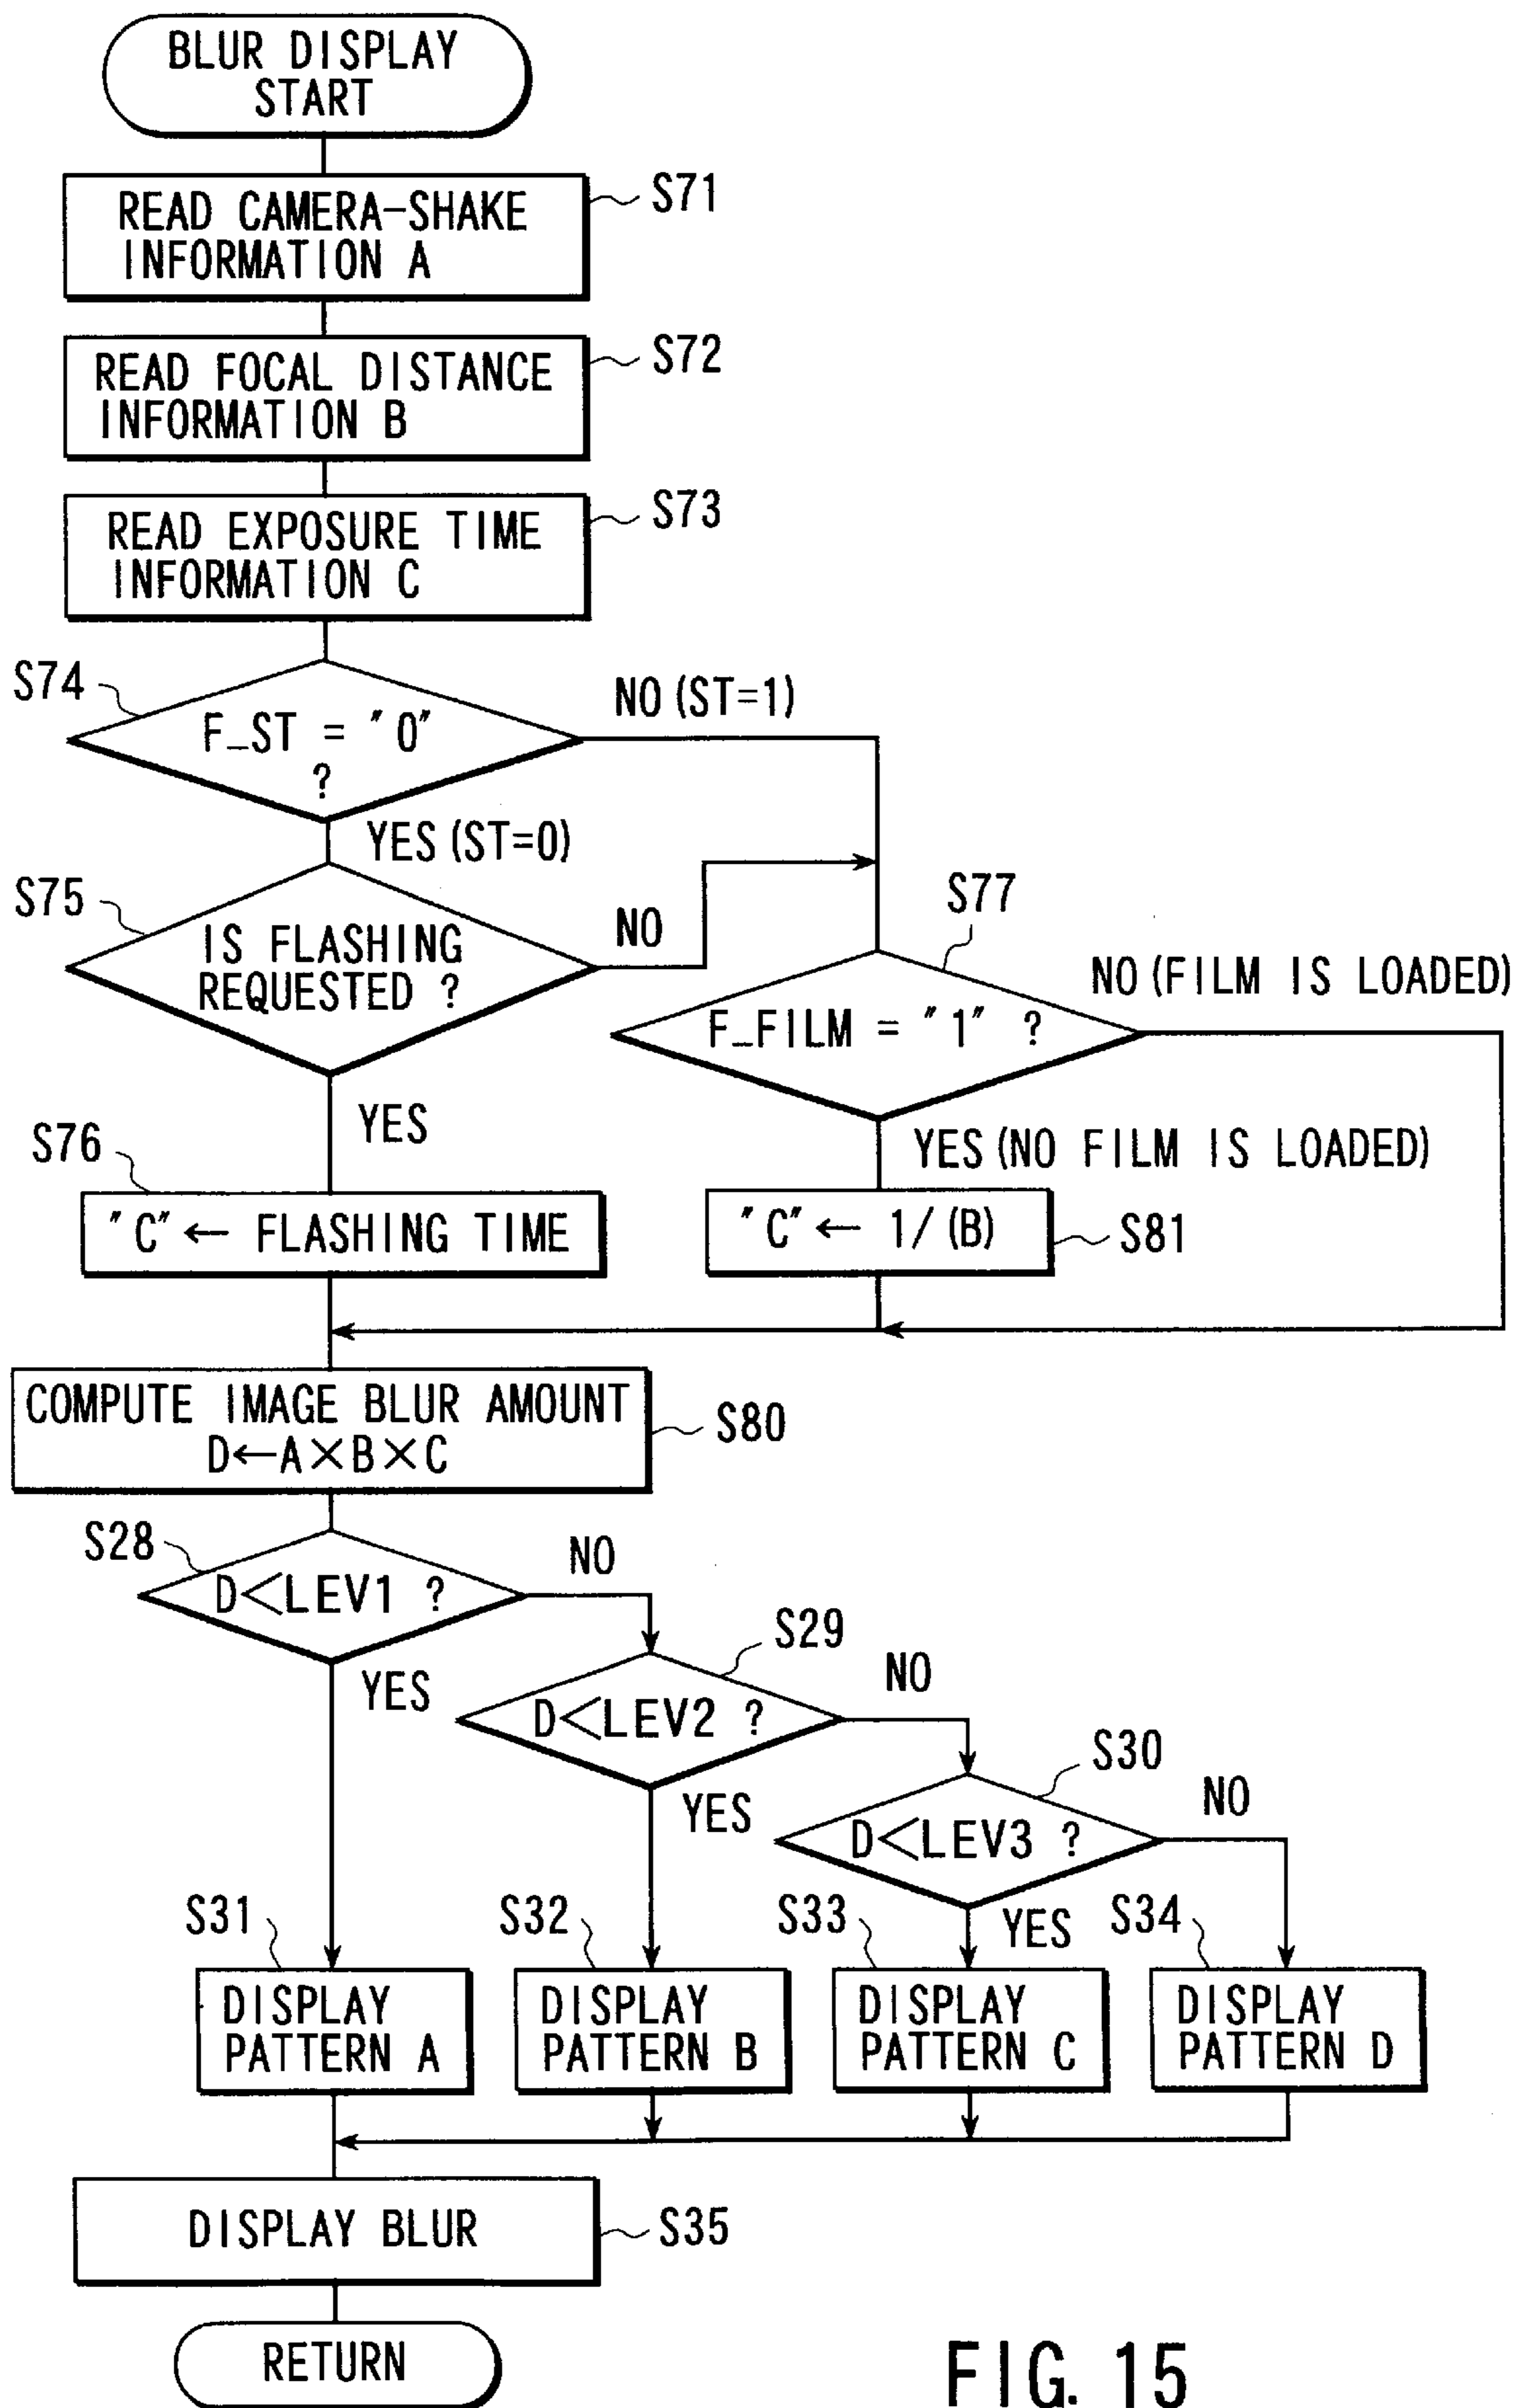 BLUR DISPLAY
START
READ CAMERA-SHAKE
INFORMATION A
S71
READ FOCAL DISTANCE
INFORMATION B
S72
READ EXPOSURE TIME
INFORMATION C
S73
S74
F_ST = "0"
?
NO (ST=1)
YES (ST=0)
S75
IS FLASHING
REQUESTED ?
NO
YES
S77
F_FILM = "1" ?
NO (FILM IS LOADED)
YES (NO FILM IS LOADED)
S76
"C" ← FLASHING TIME
"C" ← 1/(B)
S81
COMPUTE IMAGE BLUR AMOUNT
D←A×B×C
S80
S28
D<LEV1 ?
NO
YES
S29
D<LEV2 ?
NO
YES
S30
D<LEV3 ?
NO
YES
S31
DISPLAY
PATTERN A
S32
DISPLAY
PATTERN B
S33
DISPLAY
PATTERN C
S34
DISPLAY
PATTERN D
DISPLAY BLUR
S35
RETURN
FIG. 15